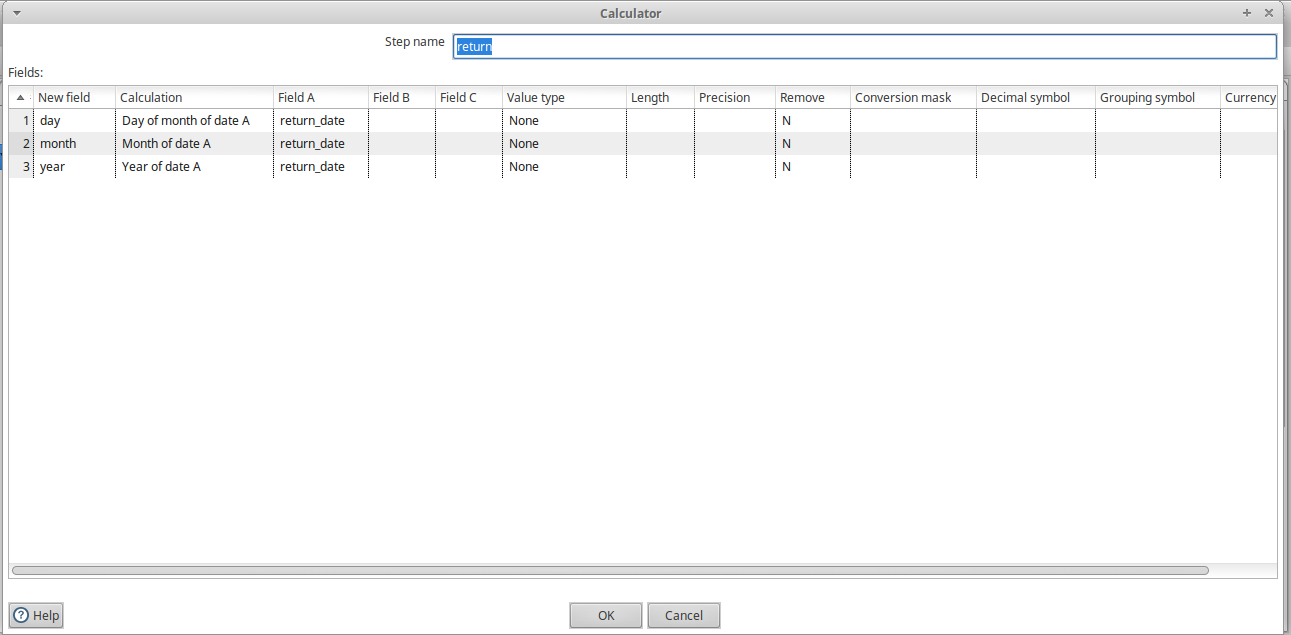 Calculator
Step name return
Fields:
New field Calculation Field A Field B Field C Value type Length Precision Remove Conversion mask Decimal symbol Grouping symbol Currency
1 day Day of month of date A return_date None N
2 month Month of date A return_date None N
3 year Year of date A return_date None N
Help OK Cancel